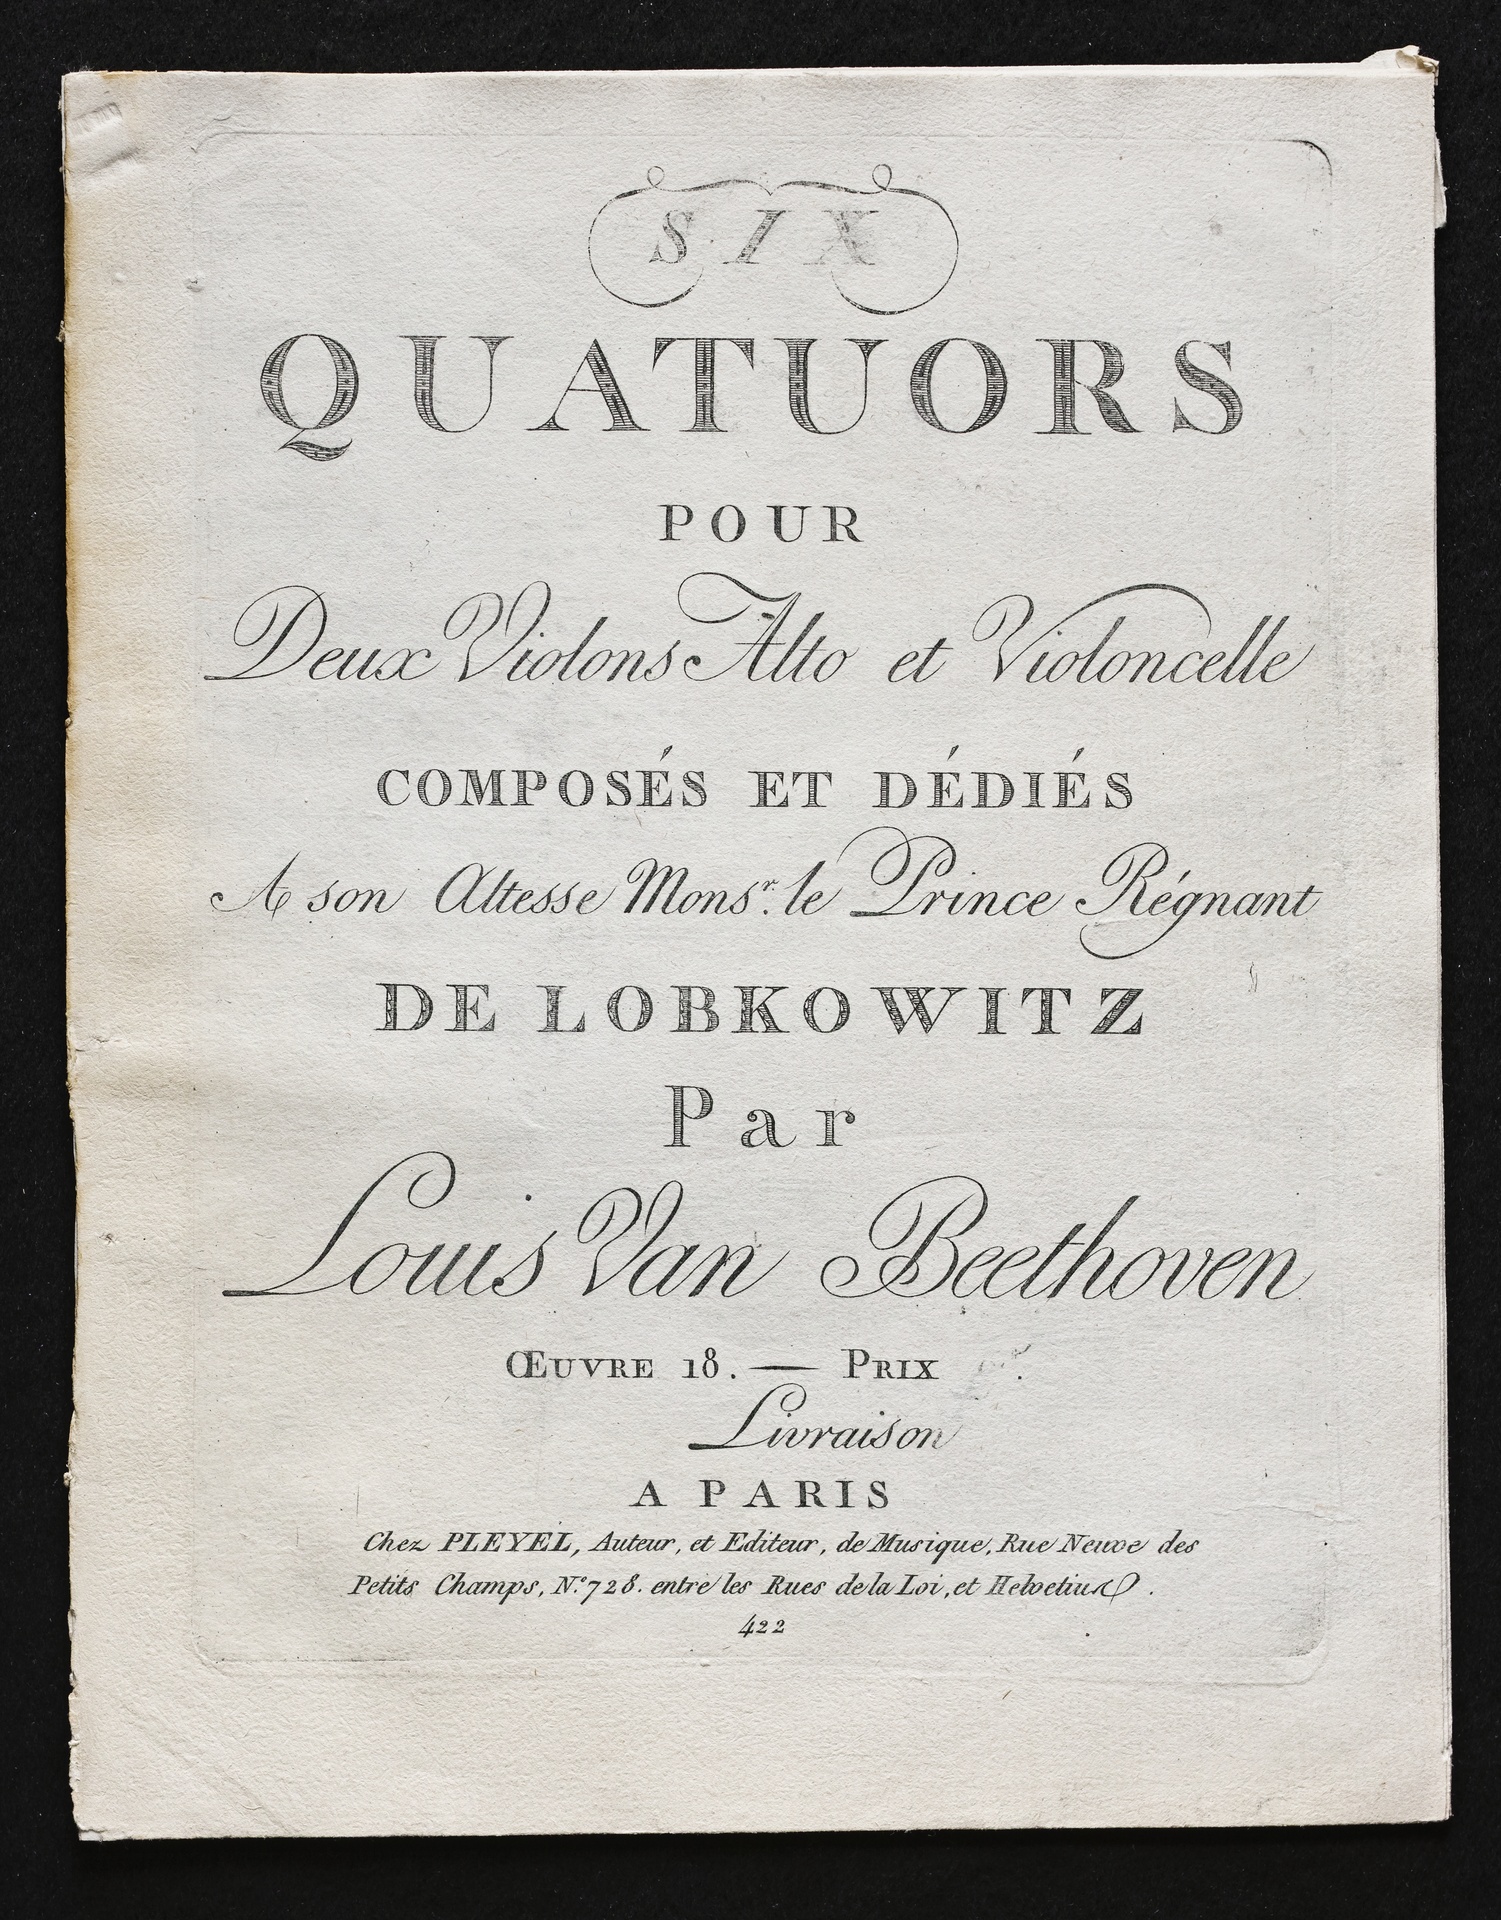 SIX
QUATUORS
POUR
Deux Violons Alto et Violoncelle
COMPOSÉS ET DÉDIÉS
A son Altesse Monsr. le Prince Régnant
DE LOBKOWITZ
Par
Louis Van Beethoven
ŒUVRE 18. — PRIX
Livraison
A PARIS
Chez PLEYEL, Auteur, et Editeur, de Musique, Rue Neuve des
Petits Champs, N.º 728. entre les Rues de la Loi, et Helvetius.
422